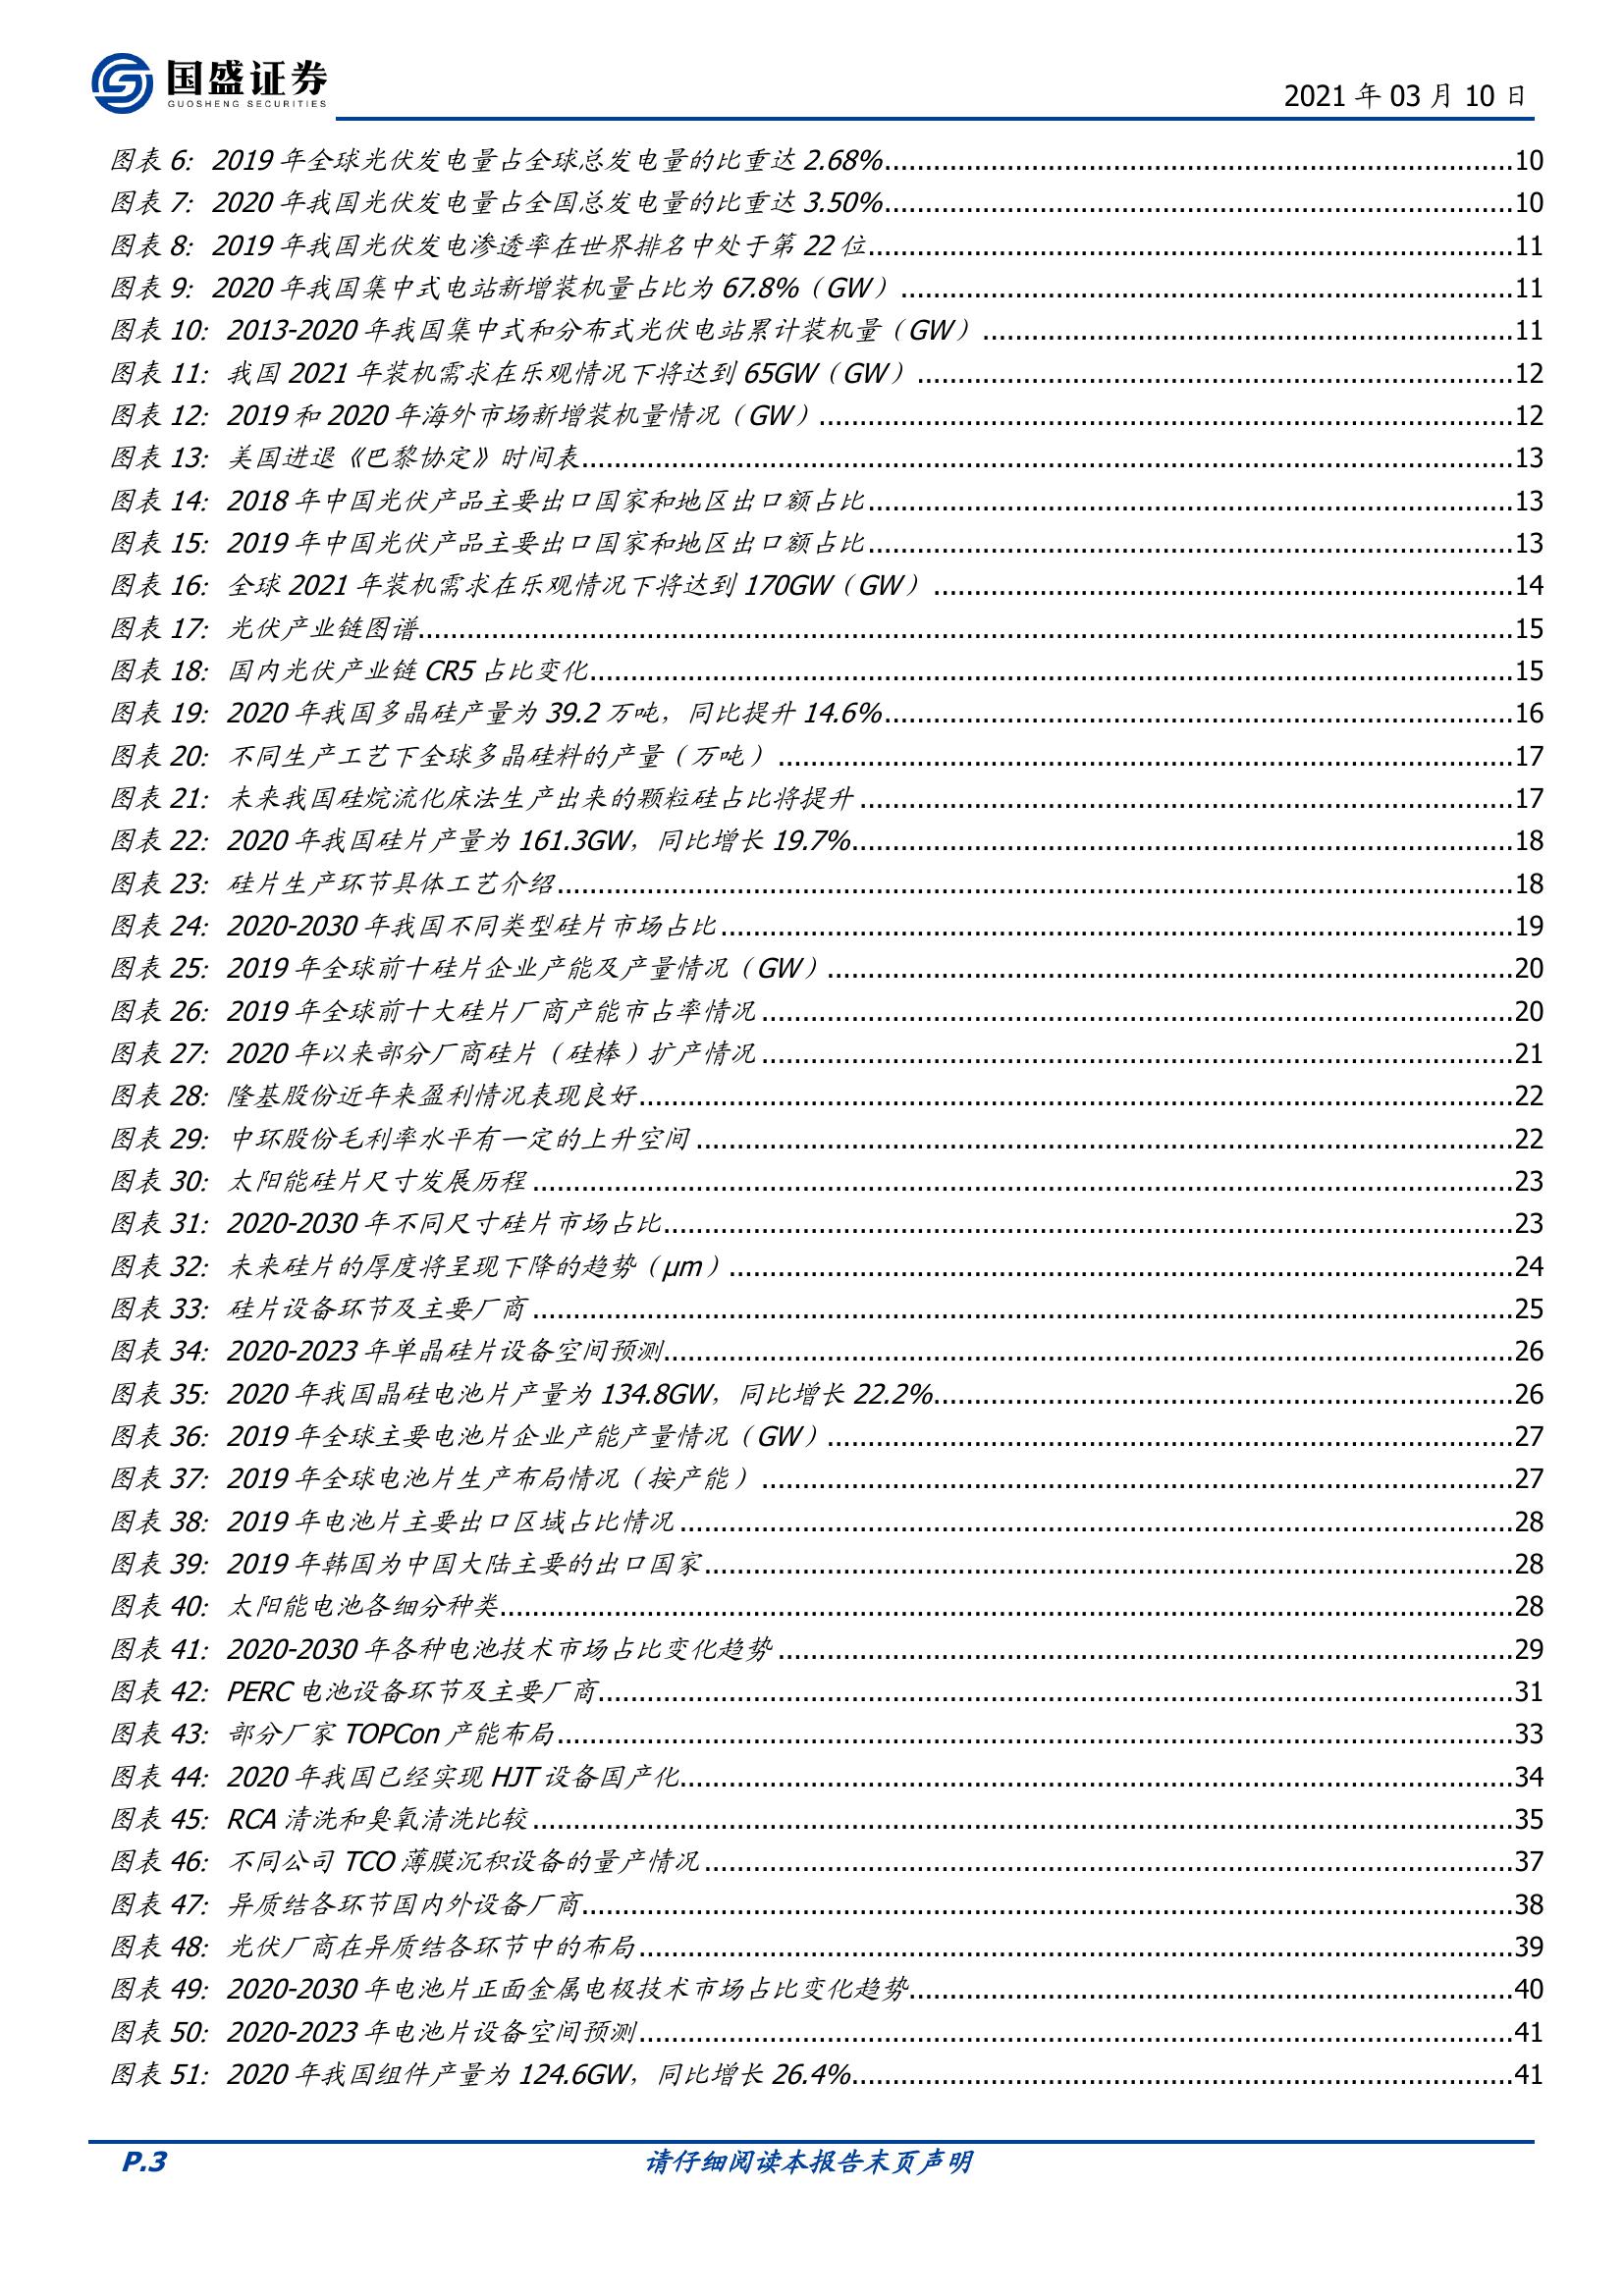 国盛证券
GUOSHENG SECURITIES
2021 年 03 月 10 日
图表 6： 2019 年全球光伏发电量占全球总发电量的比重达 2.68%...10
图表 7： 2020 年我国光伏发电量占全国总发电量的比重达 3.50%...10
图表 8： 2019 年我国光伏发电渗透率在世界排名中处于第 22 位...11
图表 9： 2020 年我国集中式电站新增装机量占比为 67.8%（GW）...11
图表 10： 2013-2020 年我国集中式和分布式光伏电站累计装机量（GW）...11
图表 11： 我国 2021 年装机需求在乐观情况下将达到 65GW（GW）...12
图表 12： 2019 和 2020 年海外市场新增装机量情况（GW）...12
图表 13： 美国进退《巴黎协定》时间表...13
图表 14： 2018 年中国光伏产品主要出口国家和地区出口额占比...13
图表 15： 2019 年中国光伏产品主要出口国家和地区出口额占比...13
图表 16： 全球 2021 年装机需求在乐观情况下将达到 170GW（GW）...14
图表 17： 光伏产业链图谱...15
图表 18： 国内光伏产业链 CR5 占比变化...15
图表 19： 2020 年我国多晶硅产量为 39.2 万吨，同比提升 14.6%...16
图表 20： 不同生产工艺下全球多晶硅料的产量（万吨）...17
图表 21： 未来我国硅烷流化床法生产出来的颗粒硅占比将提升...17
图表 22： 2020 年我国硅片产量为 161.3GW，同比增长 19.7%...18
图表 23： 硅片生产环节具体工艺介绍...18
图表 24： 2020-2030 年我国不同类型硅片市场占比...19
图表 25： 2019 年全球前十硅片企业产能及产量情况（GW）...20
图表 26： 2019 年全球前十大硅片厂商产能市占率情况...20
图表 27： 2020 年以来部分厂商硅片（硅棒）扩产情况...21
图表 28： 隆基股份近年来盈利情况表现良好...22
图表 29： 中环股份毛利率水平有一定的上升空间...22
图表 30： 太阳能硅片尺寸发展历程...23
图表 31： 2020-2030 年不同尺寸硅片市场占比...23
图表 32： 未来硅片的厚度将呈现下降的趋势（μm）...24
图表 33： 硅片设备环节及主要厂商...25
图表 34： 2020-2023 年单晶硅片设备空间预测...26
图表 35： 2020 年我国晶硅电池片产量为 134.8GW，同比增长 22.2%...26
图表 36： 2019 年全球主要电池片企业产能产量情况（GW）...27
图表 37： 2019 年全球电池片生产布局情况（按产能）...27
图表 38： 2019 年电池片主要出口区域占比情况...28
图表 39： 2019 年韩国为中国大陆主要的出口国家...28
图表 40： 太阳能电池各细分种类...28
图表 41： 2020-2030 年各种电池技术市场占比变化趋势...29
图表 42： PERC 电池设备环节及主要厂商...31
图表 43： 部分厂家 TOPCon 产能布局...33
图表 44： 2020 年我国已经实现 HJT 设备国产化...34
图表 45： RCA 清洗和臭氧清洗比较...35
图表 46： 不同公司 TCO 薄膜沉积设备的量产情况...37
图表 47： 异质结各环节国内外设备厂商...38
图表 48： 光伏厂商在异质结各环节中的布局...39
图表 49： 2020-2030 年电池片正面金属电极技术市场占比变化趋势...40
图表 50： 2020-2023 年电池片设备空间预测...41
图表 51： 2020 年我国组件产量为 124.6GW，同比增长 26.4%...41
P.3
请仔细阅读本报告末页声明